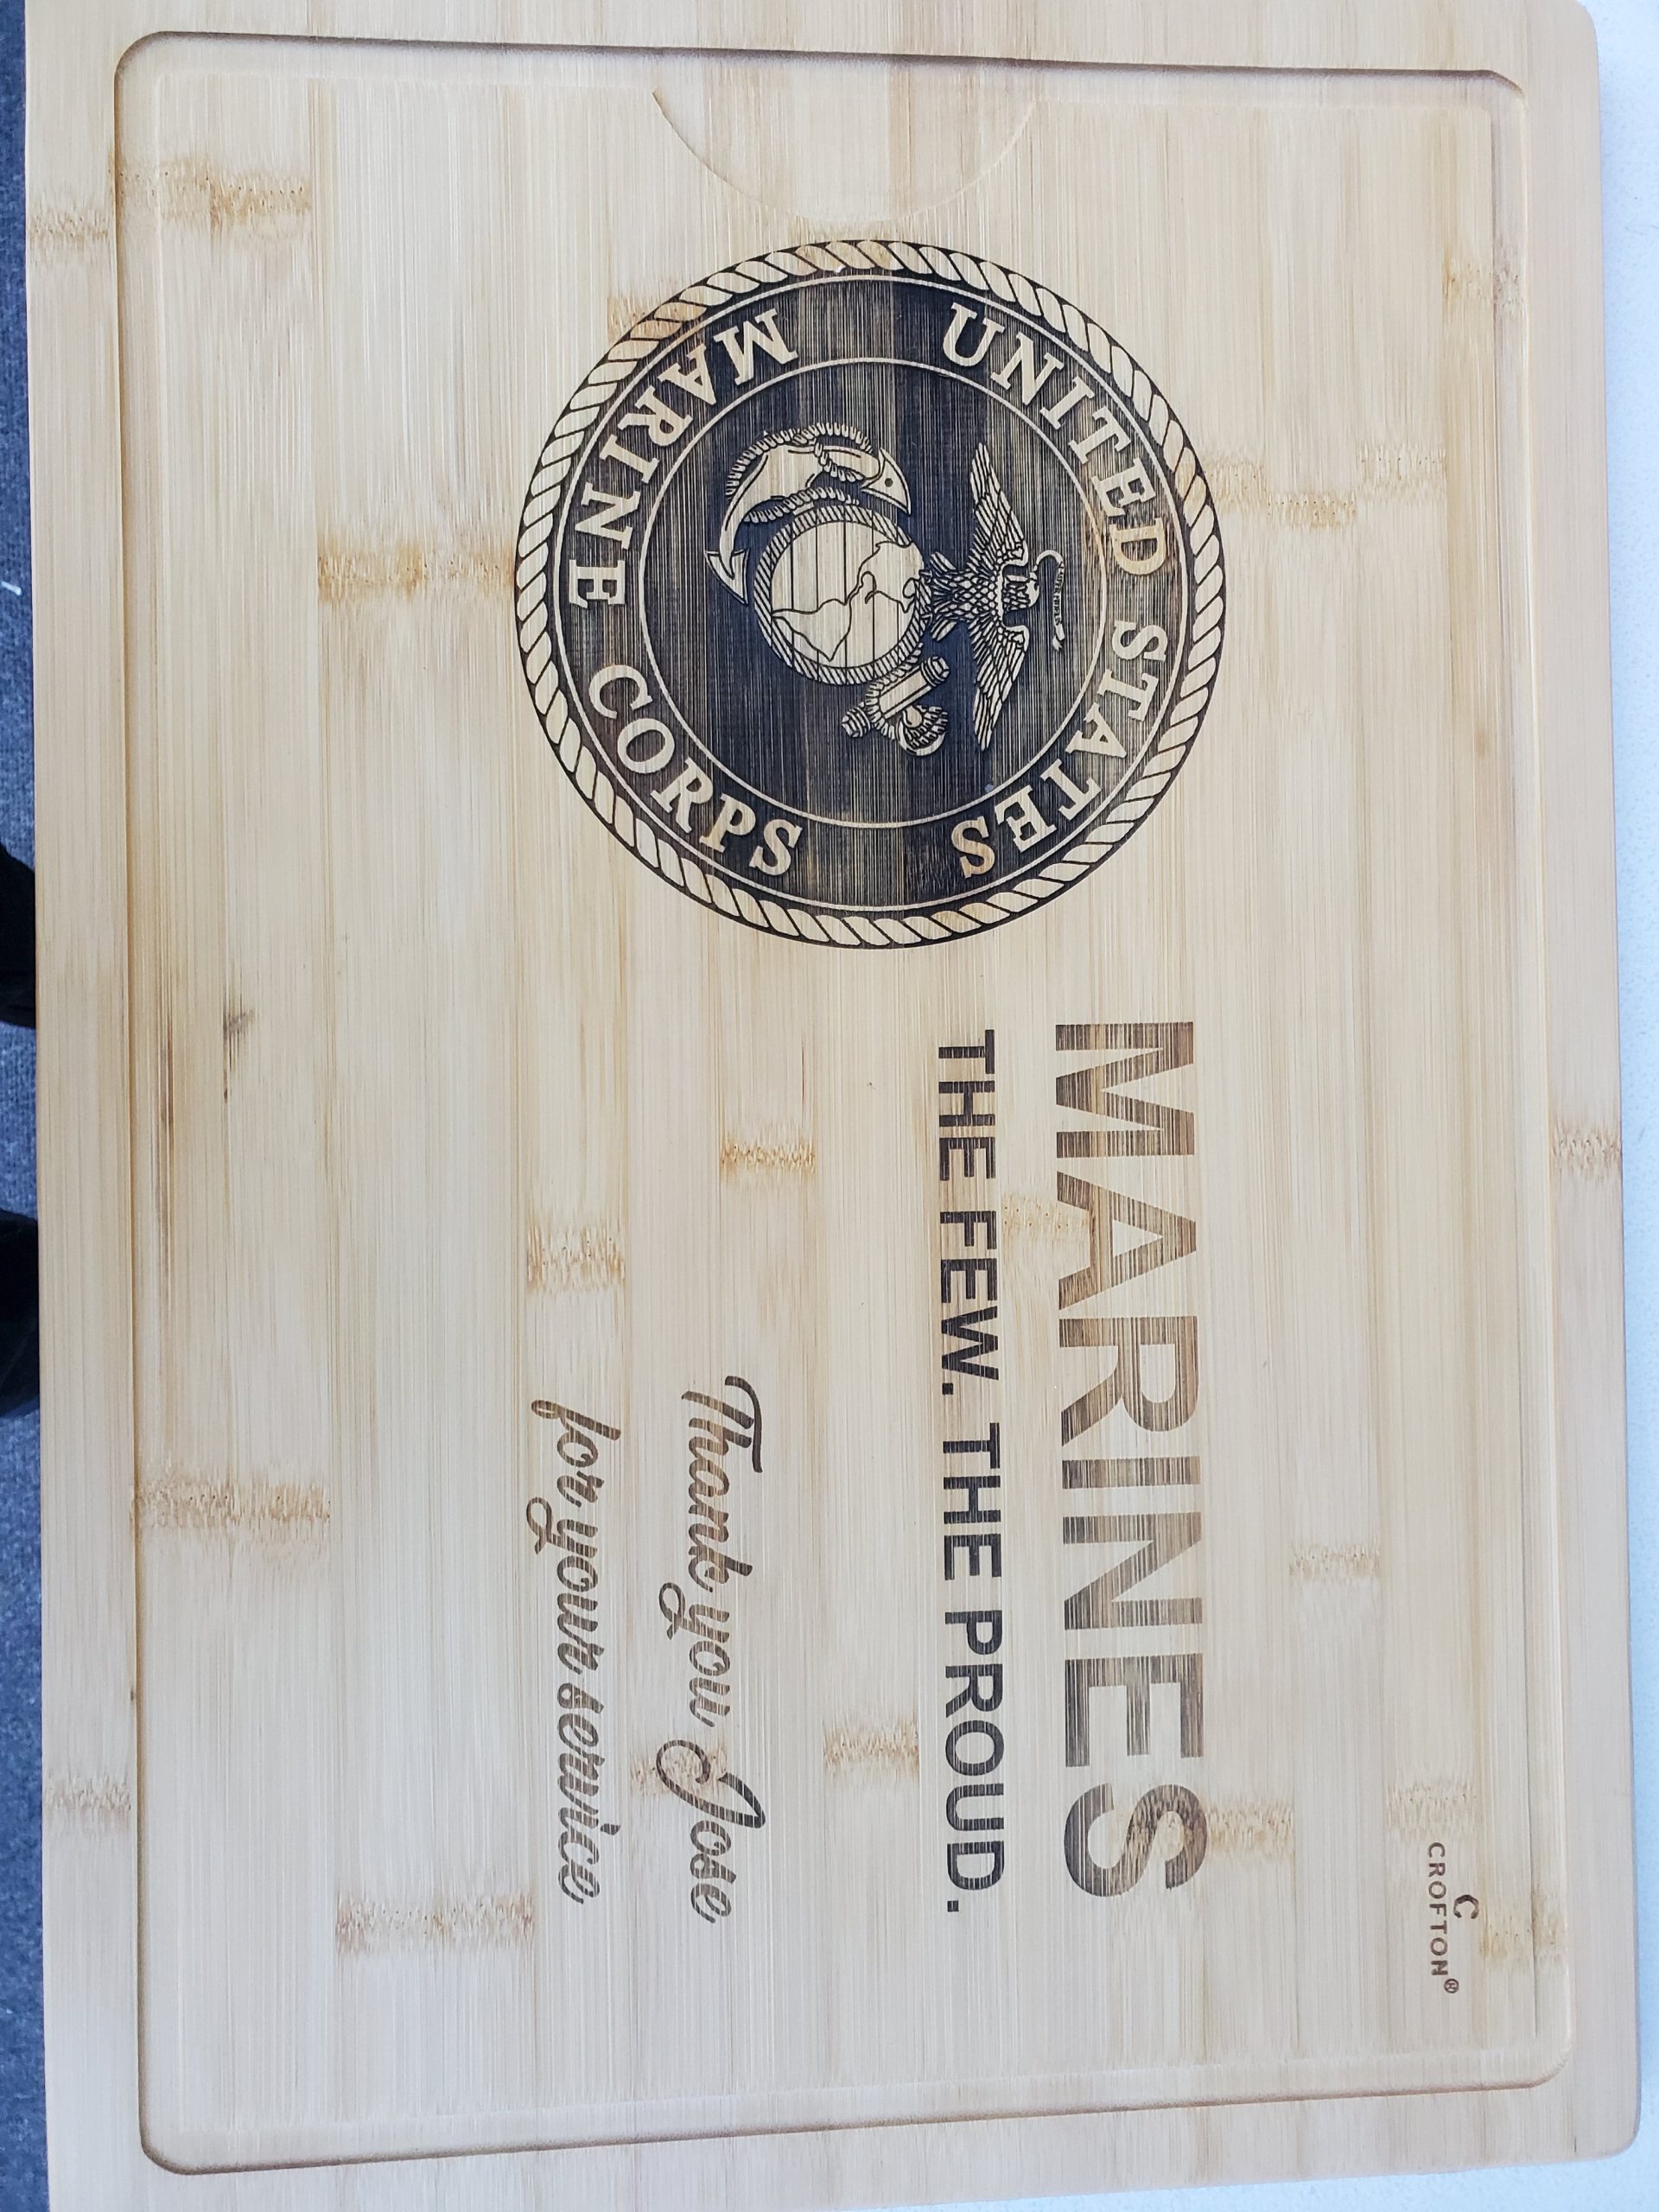 C
CROFTON®
UNITED STATES
MARINE CORPS
MARINES
THE FEW. THE PROUD.
Thank you Jose
for your service